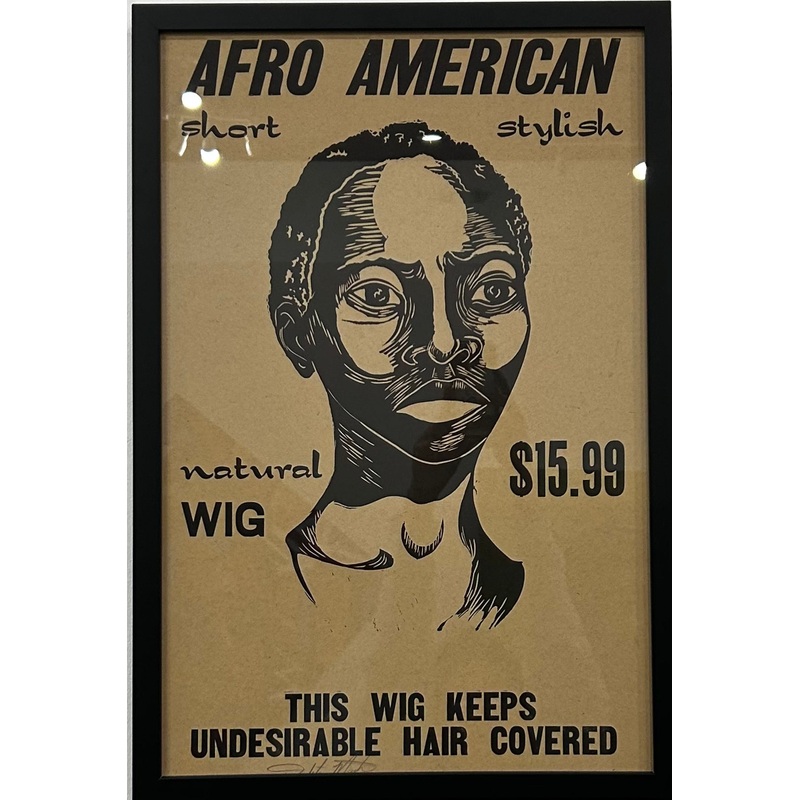 AFRO AMERICAN
short stylish
natural $15.99
WIG
THIS WIG KEEPS
UNDESIRABLE HAIR COVERED